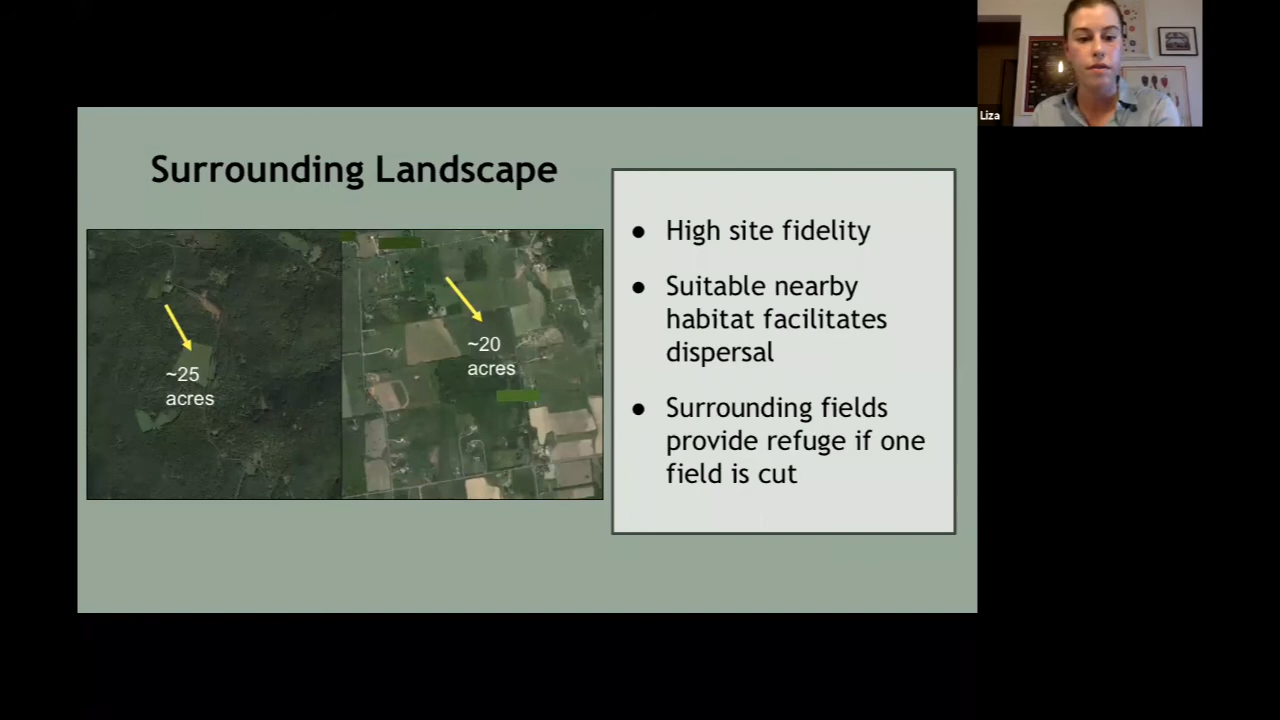 Liza
Surrounding Landscape
~25
acres
~20
acres
● High site fidelity
● Suitable nearby
habitat facilitates
dispersal
● Surrounding fields
provide refuge if one
field is cut